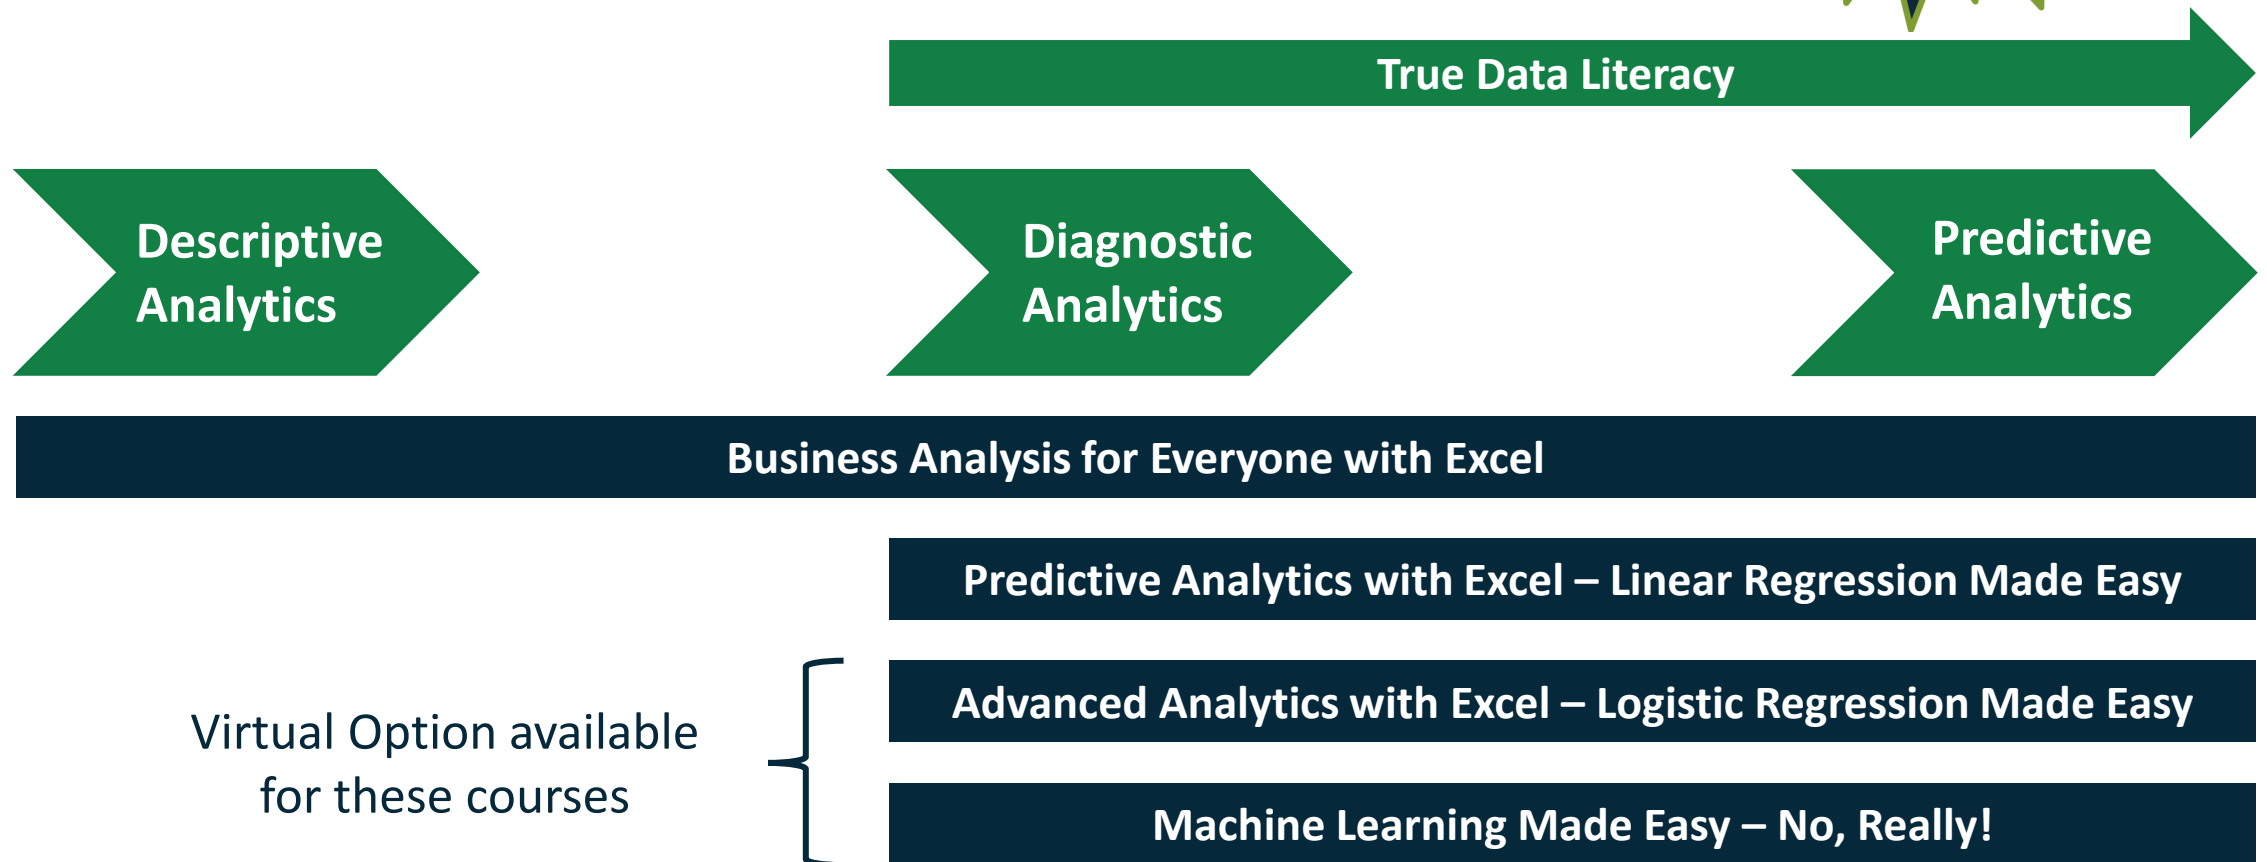 True Data Literacy
Descriptive
Analytics
Diagnostic
Analytics
Predictive
Analytics
Business Analysis for Everyone with Excel
Predictive Analytics with Excel – Linear Regression Made Easy
Advanced Analytics with Excel – Logistic Regression Made Easy
Virtual Option available
for these courses
Machine Learning Made Easy – No, Really!